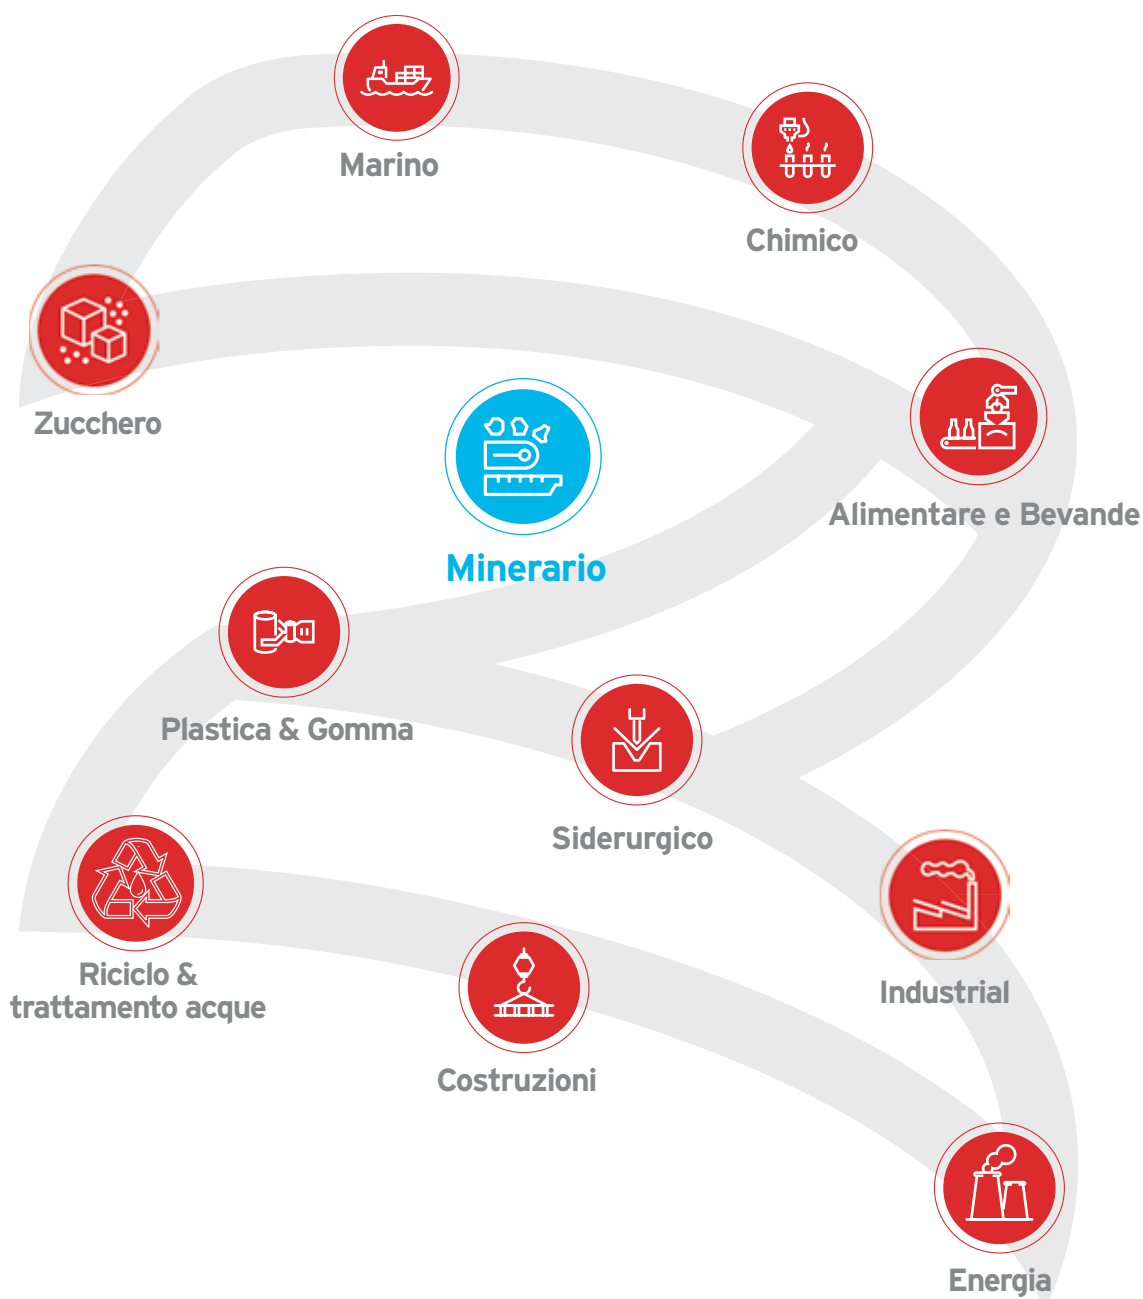 Marino
Chimico
Zucchero
Alimentare e Bevande
Minerario
Plastica & Gomma
Siderurgico
Riciclo &
trattamento acque
Industrial
Costruzioni
Energia